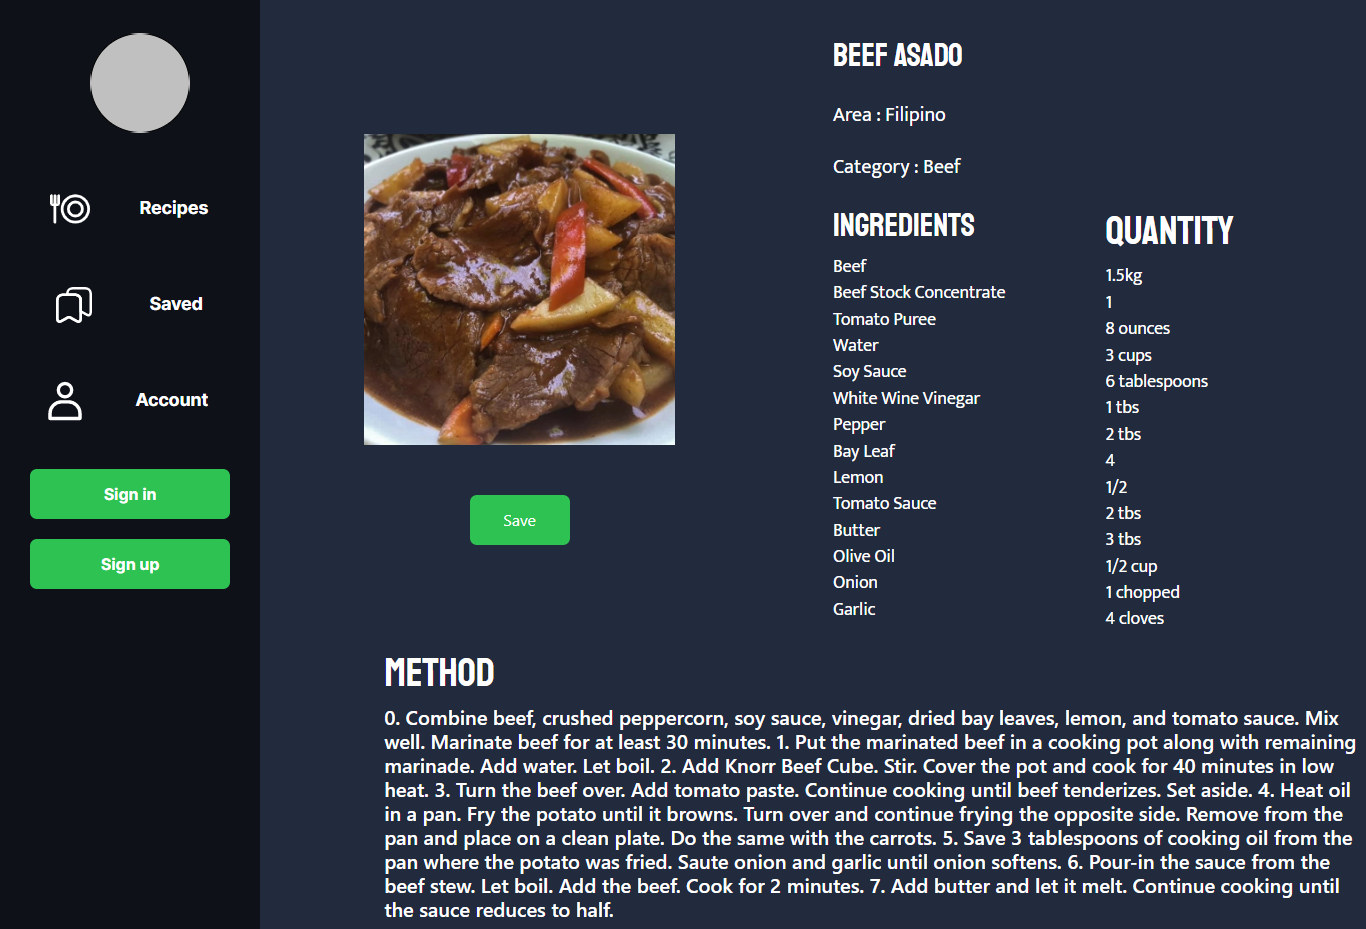 Recipes
Saved
Account
Sign in
Sign up
Save
BEEF ASADO
Area : Filipino
Category : Beef
INGREDIENTS
Beef
Beef Stock Concentrate
Tomato Puree
Water
Soy Sauce
White Wine Vinegar
Pepper
Bay Leaf
Lemon
Tomato Sauce
Butter
Olive Oil
Onion
Garlic
QUANTITY
1.5kg
1
8 ounces
3 cups
6 tablespoons
1 tbs
2 tbs
4
1/2
2 tbs
3 tbs
1/2 cup
1 chopped
4 cloves
METHOD
0. Combine beef, crushed peppercorn, soy sauce, vinegar, dried bay leaves, lemon, and tomato sauce. Mix
well. Marinate beef for at least 30 minutes. 1. Put the marinated beef in a cooking pot along with remaining
marinade. Add water. Let boil. 2. Add Knorr Beef Cube. Stir. Cover the pot and cook for 40 minutes in low
heat. 3. Turn the beef over. Add tomato paste. Continue cooking until beef tenderizes. Set aside. 4. Heat oil
in a pan. Fry the potato until it browns. Turn over and continue frying the opposite side. Remove from the
pan and place on a clean plate. Do the same with the carrots. 5. Save 3 tablespoons of cooking oil from the
pan where the potato was fried. Saute onion and garlic until onion softens. 6. Pour-in the sauce from the
beef stew. Let boil. Add the beef. Cook for 2 minutes. 7. Add butter and let it melt. Continue cooking until
the sauce reduces to half.